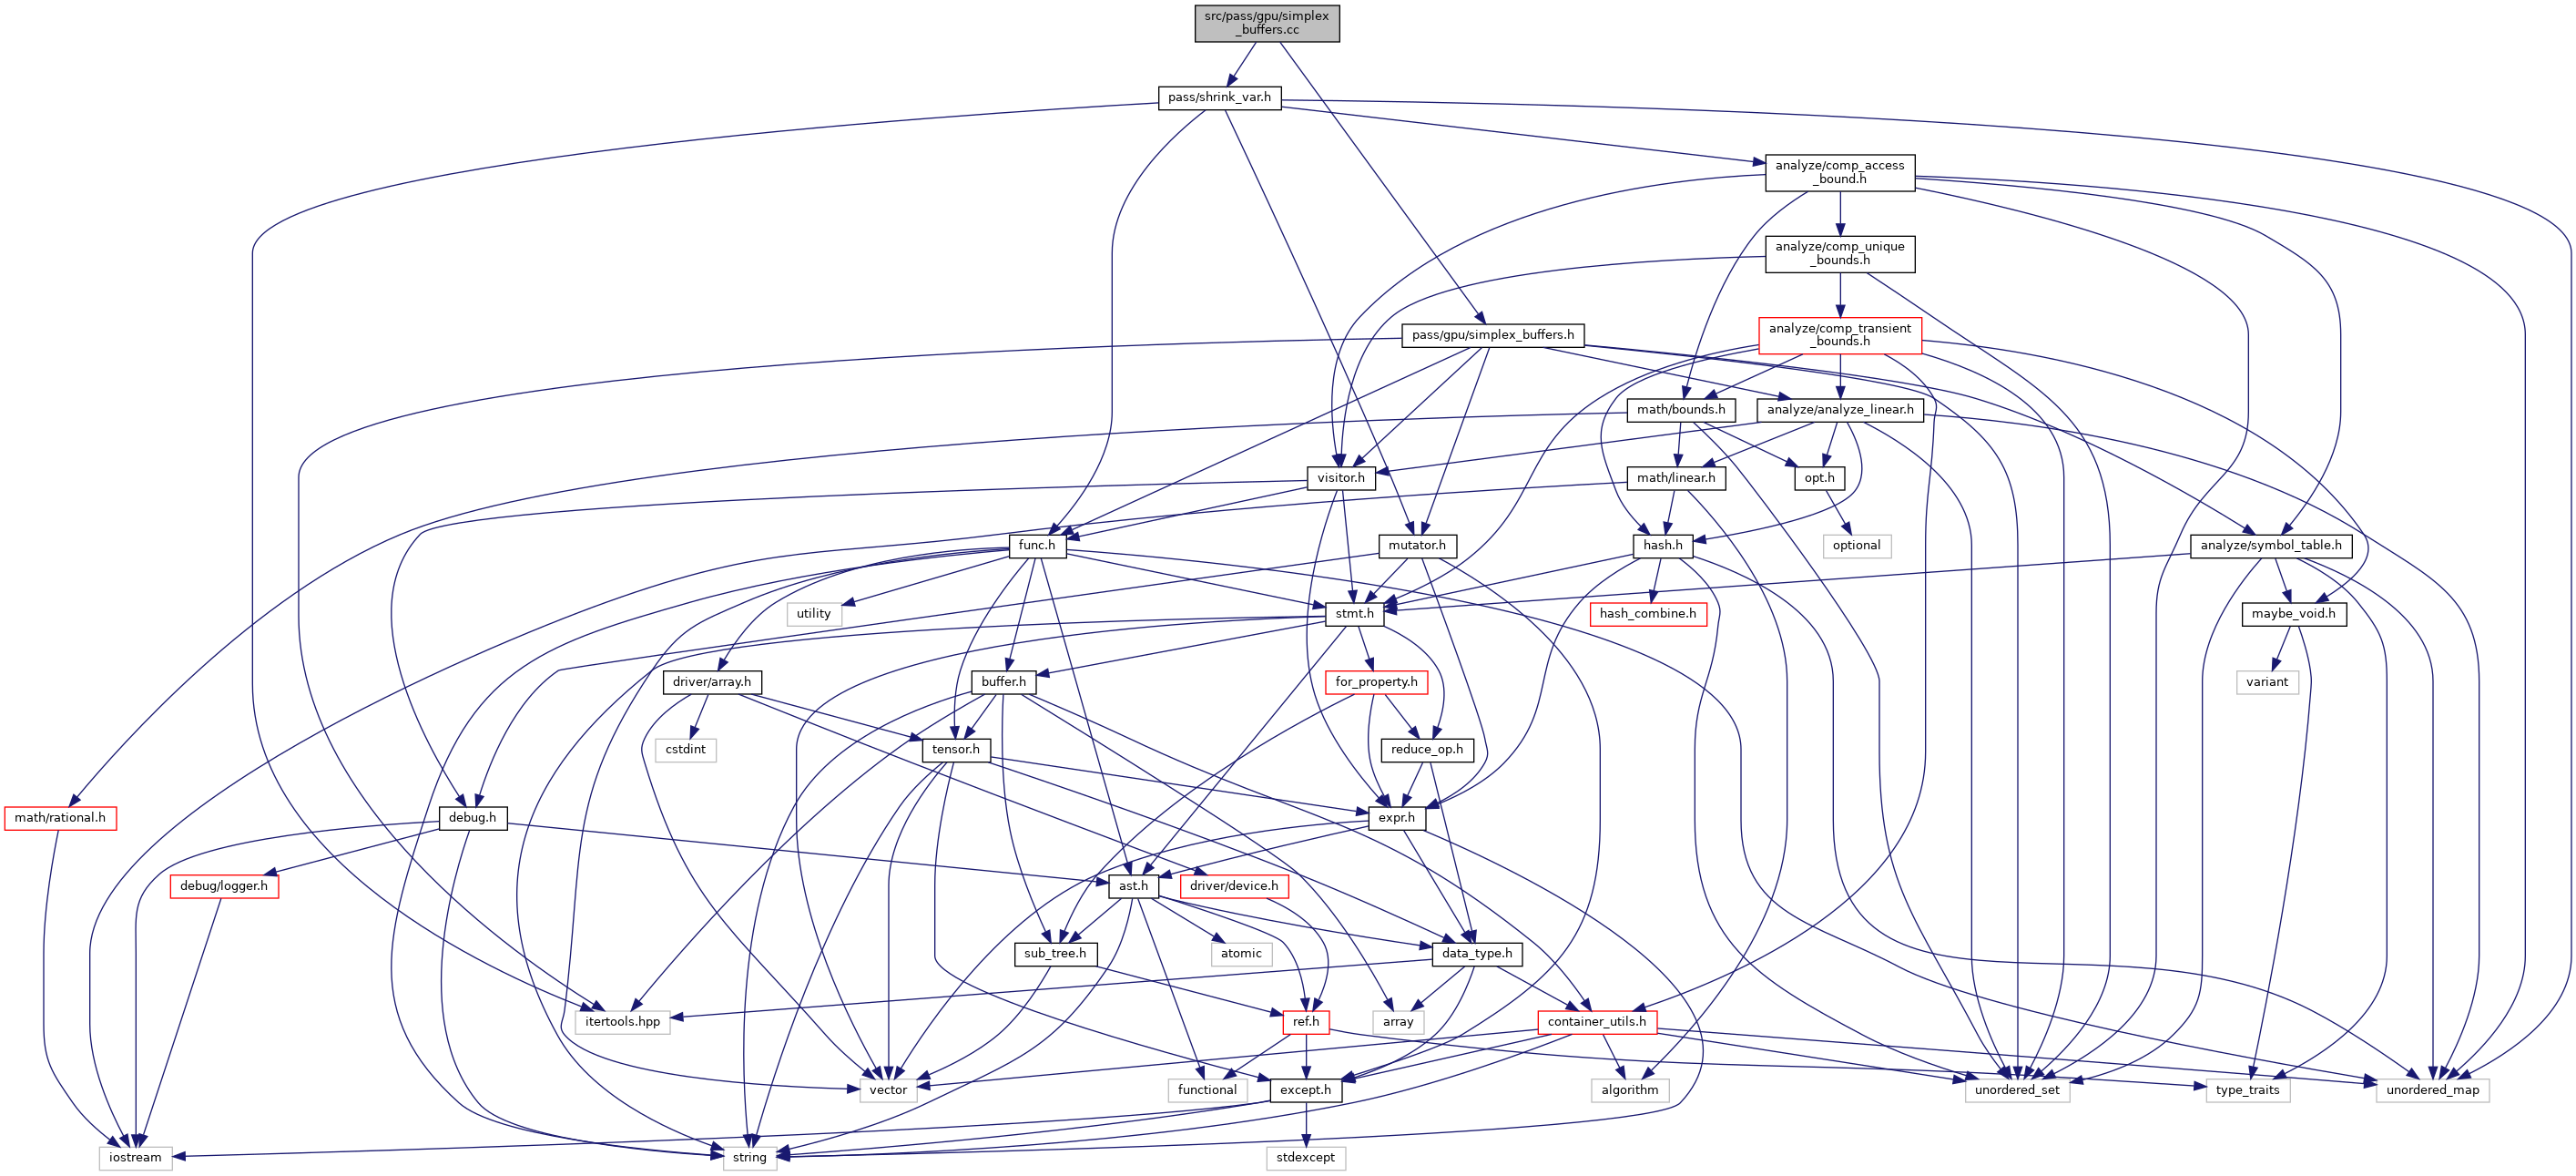 src/pass/gpu/simplex
_buffers.cc
pass/shrink_var.h
analyze/comp_access
_bound.h
analyze/comp_unique
_bounds.h
pass/gpu/simplex_buffers.h
analyze/comp_transient
_bounds.h
math/bounds.h
analyze/analyze_linear.h
visitor.h
math/linear.h
opt.h
func.h
mutator.h
hash.h
optional
analyze/symbol_table.h
utility
stmt.h
hash_combine.h
maybe_void.h
driver/array.h
buffer.h
for_property.h
variant
cstdint
tensor.h
reduce_op.h
math/rational.h
debug.h
expr.h
debug/logger.h
ast.h
driver/device.h
sub_tree.h
atomic
data_type.h
itertools.hpp
ref.h
array
container_utils.h
vector
functional
except.h
algorithm
unordered_set
type_traits
unordered_map
iostream
string
stdexcept